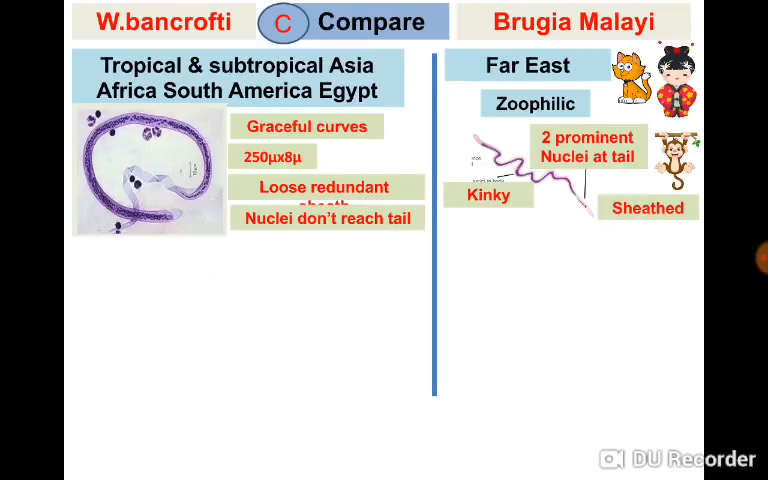 W.bancrofti
C Compare
Brugia Malayi
Tropical & subtropical Asia
Africa South America Egypt
Graceful curves
250µx8µ
Loose redundant
Nuclei don't reach tail
Far East
Zoophilic
2 prominent
Nuclei at tail
Kinky
Sheathed
DU Recorder